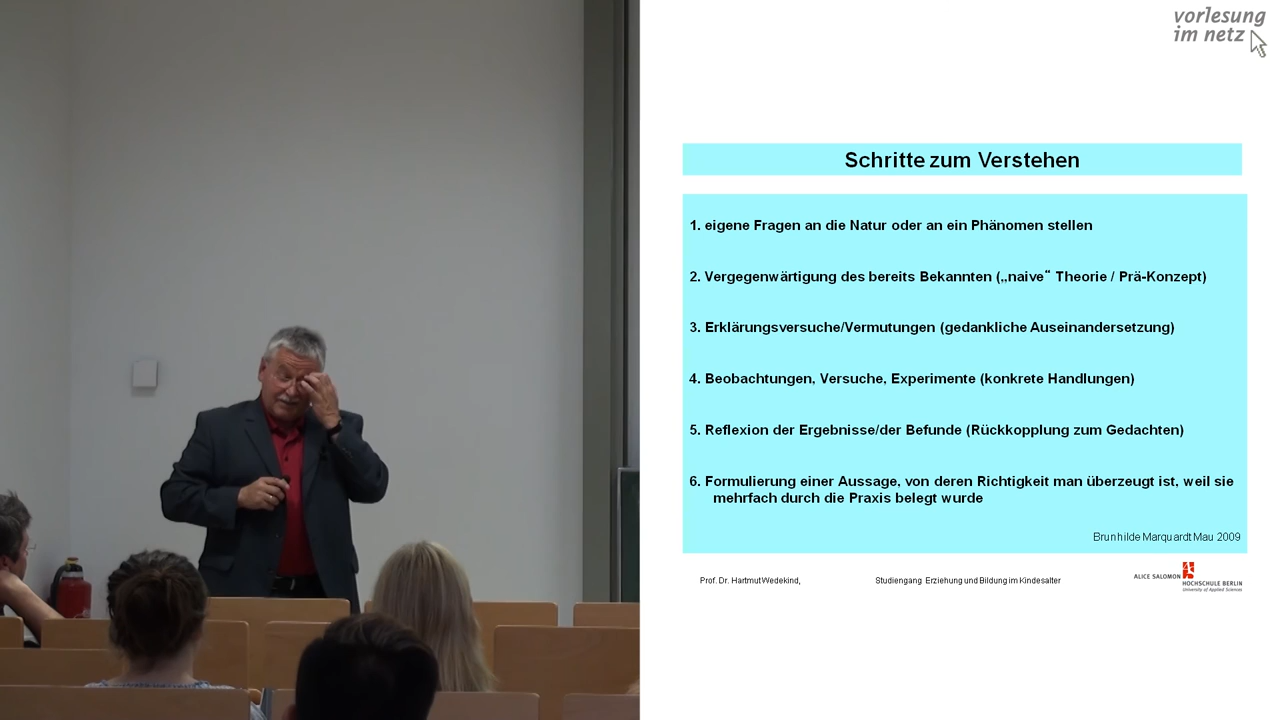 vorlesung
im netz
Schritte zum Verstehen
1. eigene Fragen an die Natur oder an ein Phänomen stellen
2. Vergegenwärtigung des bereits Bekannten („naive“ Theorie / Prä-Konzept)
3. Erklärungsversuche/Vermutungen (gedankliche Auseinandersetzung)
4. Beobachtungen, Versuche, Experimente (konkrete Handlungen)
5. Reflexion der Ergebnisse/der Befunde (Rückkopplung zum Gedachten)
6. Formulierung einer Aussage, von deren Richtigkeit man überzeugt ist, weil sie
mehrfach durch die Praxis belegt wurde
Brunhilde Marquardt Mau 2009
Prof. Dr. Hartmut Wedekind, Studiengang Erziehung und Bildung im Kindesalter
ALICE SALOMON
HOCHSCHULE BERLIN
University of Applied Sciences